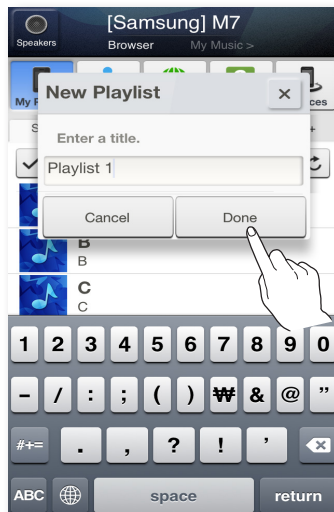 [Samsung] M7
Speakers
Browser My Music >
New Playlist
Enter a title.
Playlist 1
Cancel Done
B
B
C
C
1 2 3 4 5 6 7 8 9 0
- / : ; ( ) ₩ & @ "
#+= . , ? ! '
ABC space return